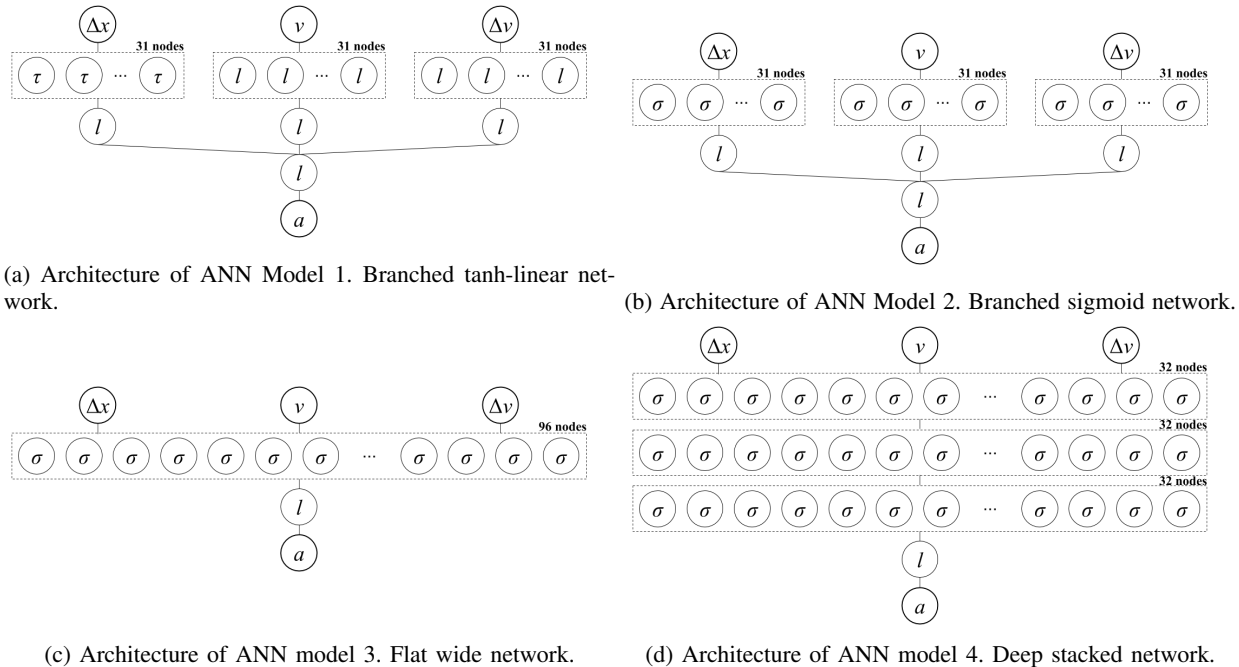 Δx v Δv
31 nodes 31 nodes 31 nodes
τ τ ··· τ l l ··· l l l ··· l
l l l
l
a
(a) Architecture of ANN Model 1. Branched tanh-linear net-
work.
Δx v Δv
31 nodes 31 nodes 31 nodes
σ σ ··· σ σ σ ··· σ σ σ ··· σ
l l l
l
a
(b) Architecture of ANN Model 2. Branched sigmoid network.
Δx v Δv
96 nodes
σ σ σ σ σ σ σ ··· σ σ σ σ
l
a
(c) Architecture of ANN model 3. Flat wide network.
Δx v Δv
32 nodes
σ σ σ σ σ σ σ ··· σ σ σ σ
32 nodes
σ σ σ σ σ σ σ ··· σ σ σ σ
32 nodes
σ σ σ σ σ σ σ ··· σ σ σ σ
l
a
(d) Architecture of ANN model 4. Deep stacked network.